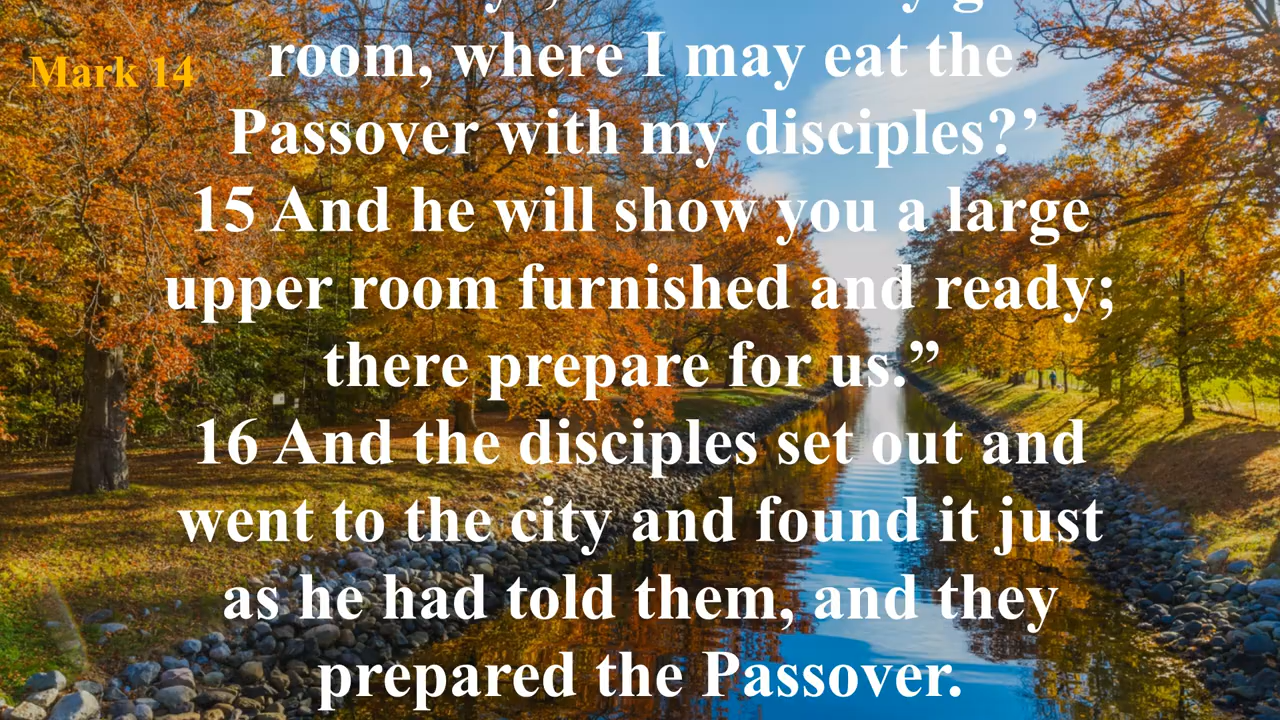 Mark 14
room, where I may eat the
Passover with my disciples?’
15 And he will show you a large
upper room furnished and ready;
there prepare for us.”
16 And the disciples set out and
went to the city and found it just
as he had told them, and they
prepared the Passover.